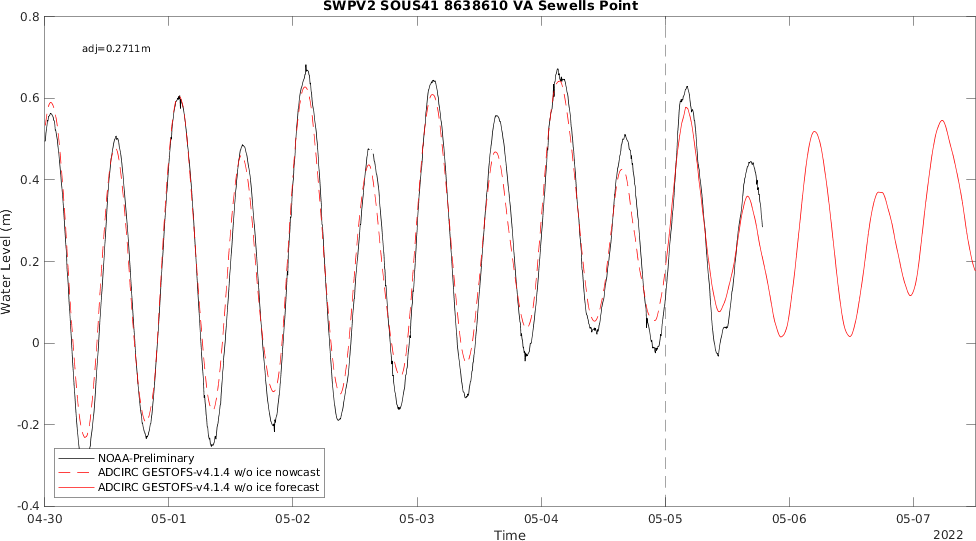 SWPV2 SOUS41 8638610 VA Sewells Point
adj=0.2711m
0.8
0.6
0.4
0.2
0
-0.2
-0.4
Water Level (m)
NOAA-Preliminary
ADCIRC GESTOFS-v4.1.4 w/o ice nowcast
ADCIRC GESTOFS-v4.1.4 w/o ice forecast
04-30 05-01 05-02 05-03 05-04 05-05 05-06 05-07
Time
2022